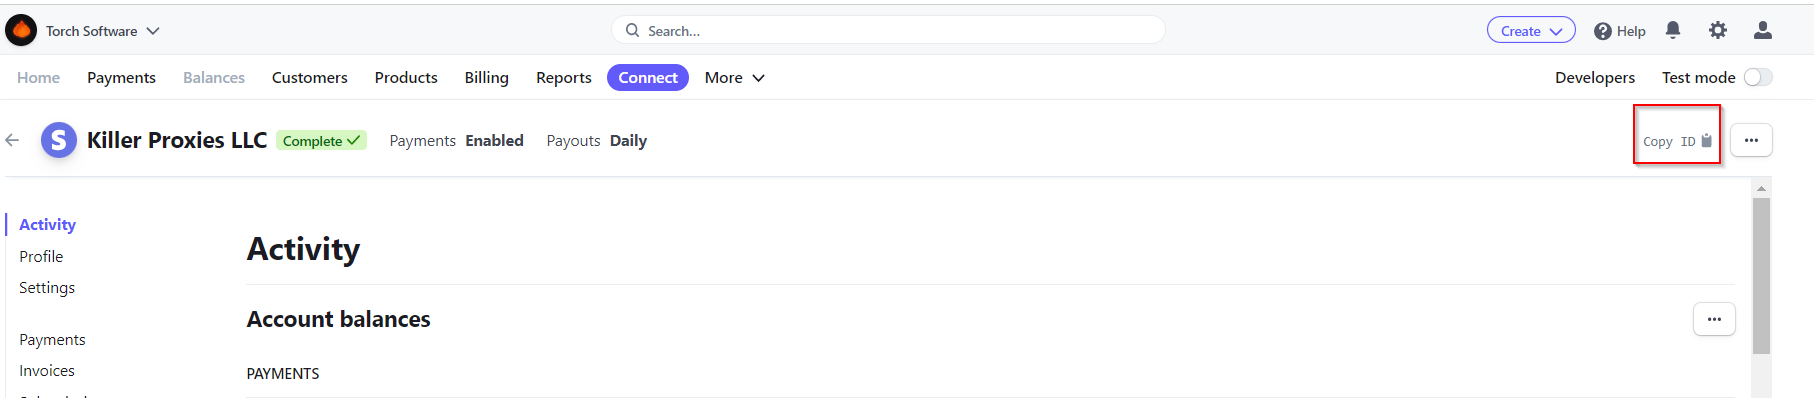 Torch Software
Search...
Create
Help
Home Payments Balances Customers Products Billing Reports Connect More
Developers Test mode
S Killer Proxies LLC Complete Payments Enabled Payouts Daily
Copy ID
Activity
Profile
Settings
Payments
Invoices
Activity
Account balances
PAYMENTS